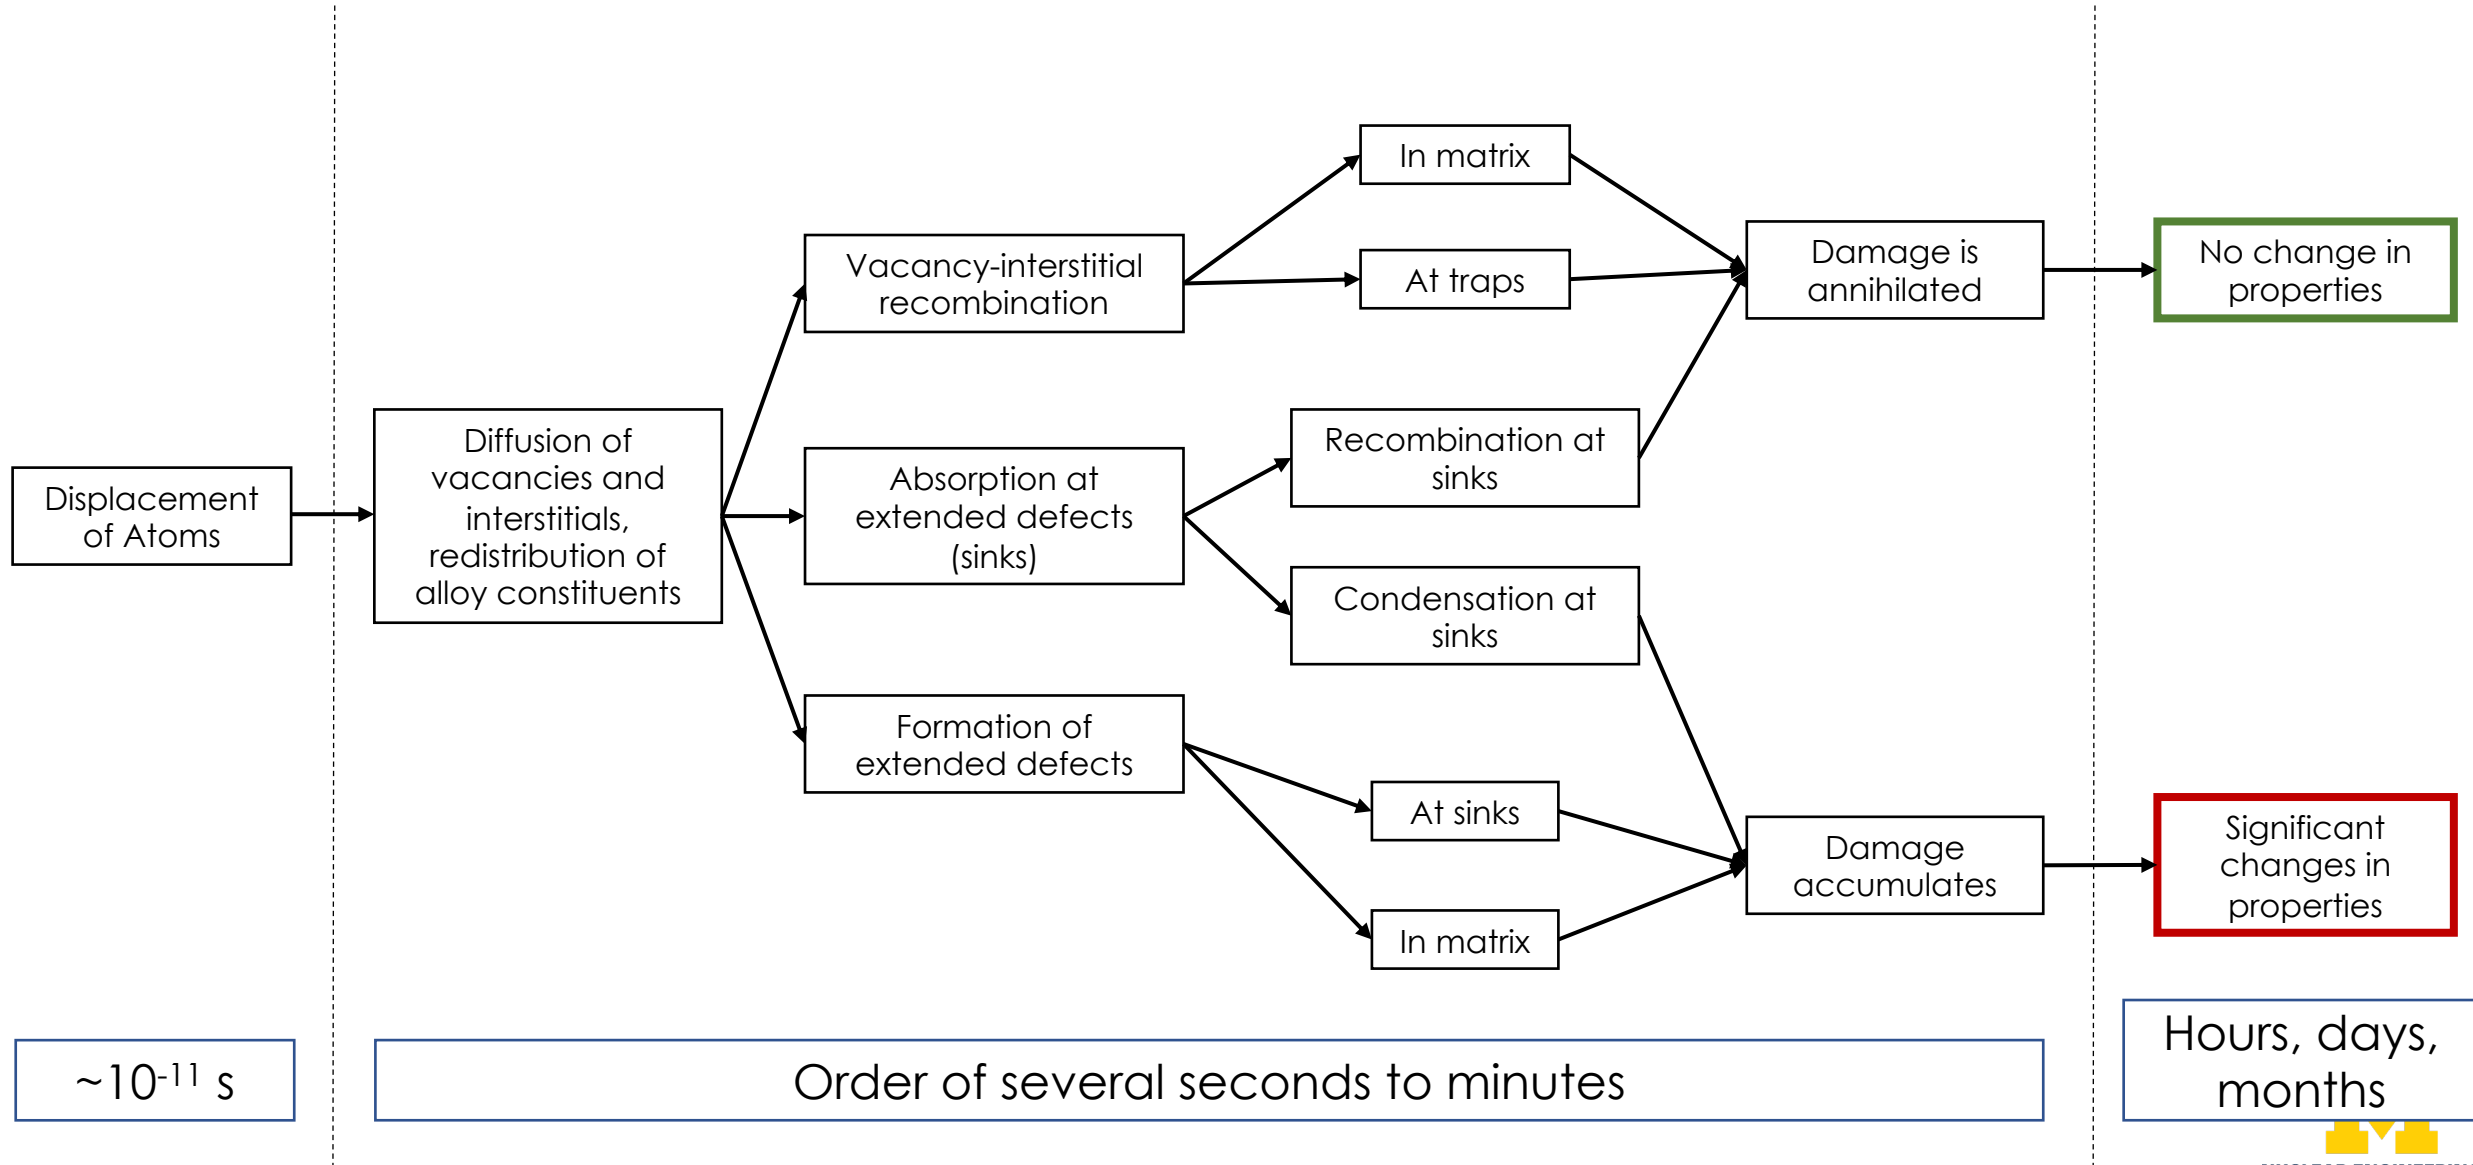 Displacement
of Atoms
Diffusion of
vacancies and
interstitials,
redistribution of
alloy constituents
Vacancy-interstitial
recombination
Absorption at
extended defects
(sinks)
Formation of
extended defects
In matrix
At traps
Recombination at
sinks
Condensation at
sinks
At sinks
In matrix
Damage is
annihilated
Damage
accumulates
No change in
properties
Significant
changes in
properties
~10-11 s
Order of several seconds to minutes
Hours, days,
months